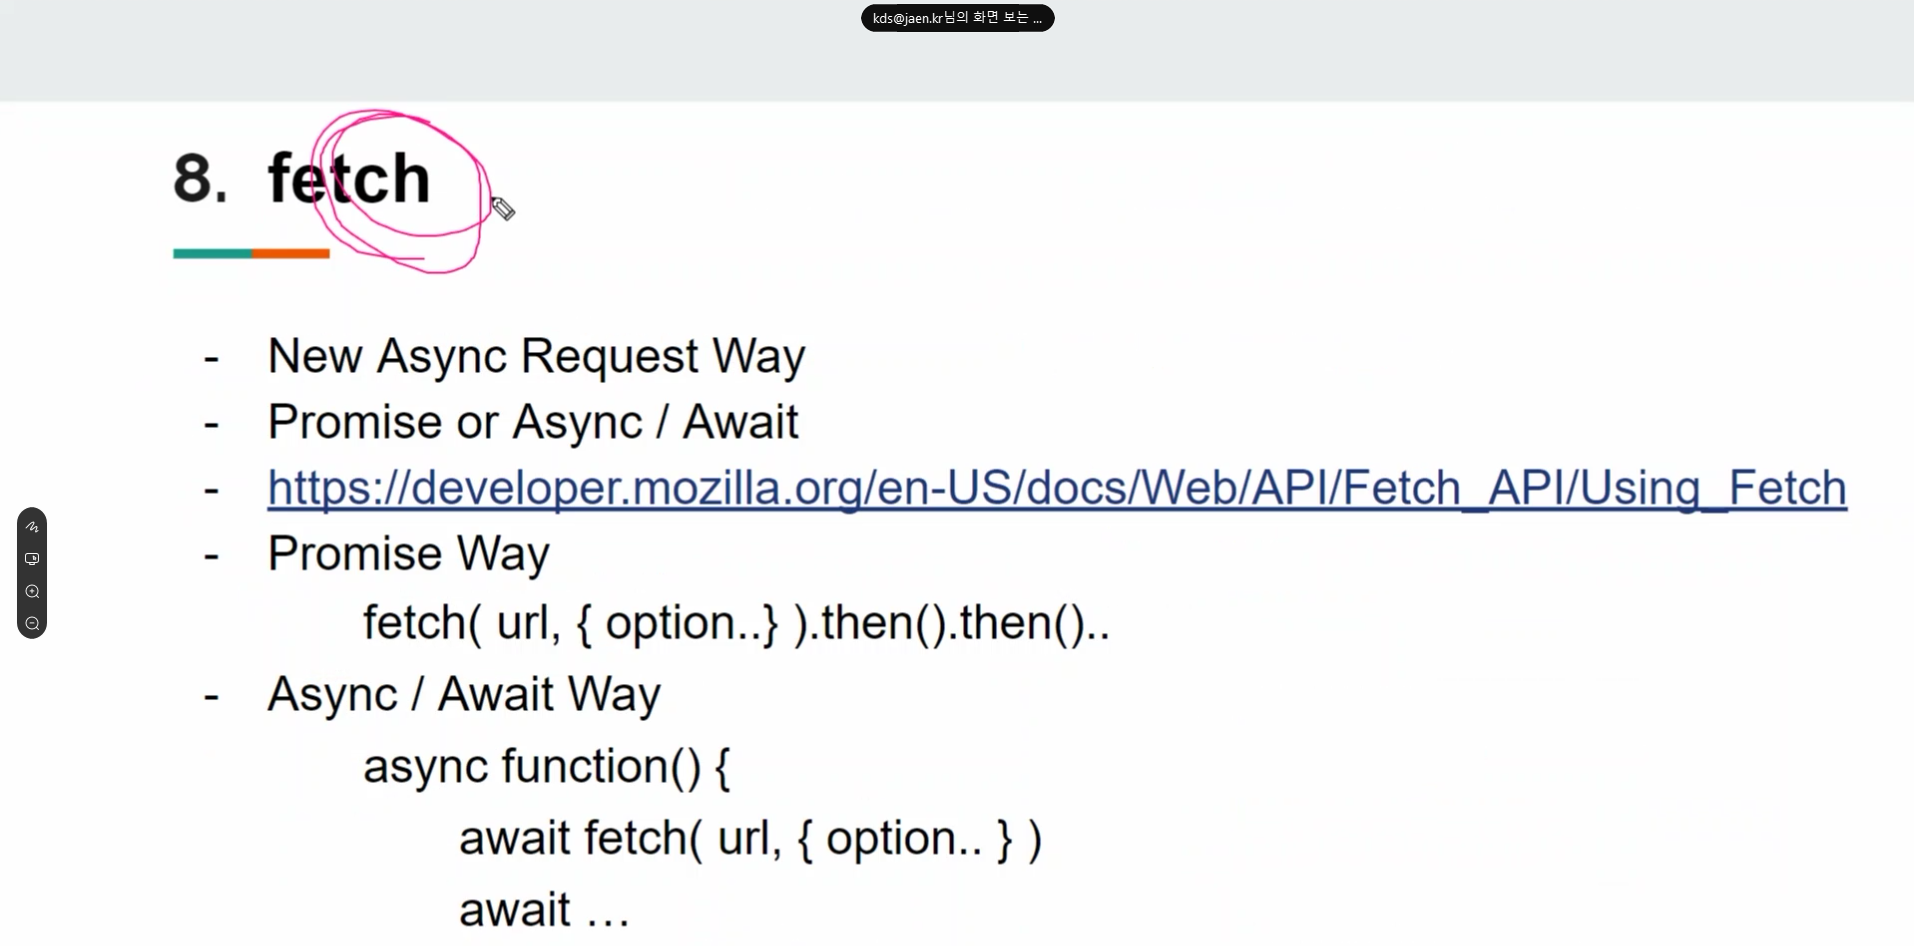 kds@jaen.kr님의 화면 보는 ...
8. fetch
- New Async Request Way
- Promise or Async / Await
- https://developer.mozilla.org/en-US/docs/Web/API/Fetch_API/Using_Fetch
- Promise Way
fetch( url, { option..} ).then().then()..
- Async / Await Way
async function() {
await fetch( url, { option.. } )
await …